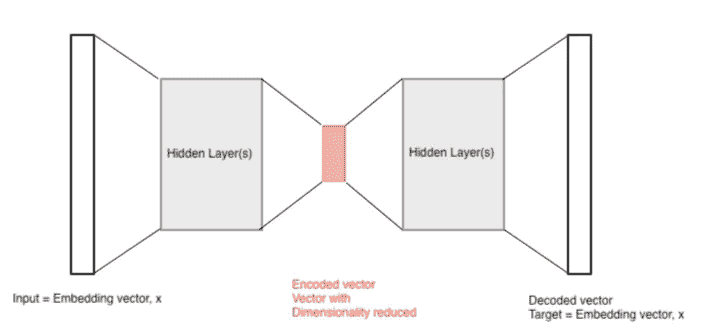 Hidden Layer(s)
Hidden Layer(s)
Input = Embedding vector, x
Encoded vector
Vector with
Dimensionality reduced
Decoded vector
Target = Embedding vector, x